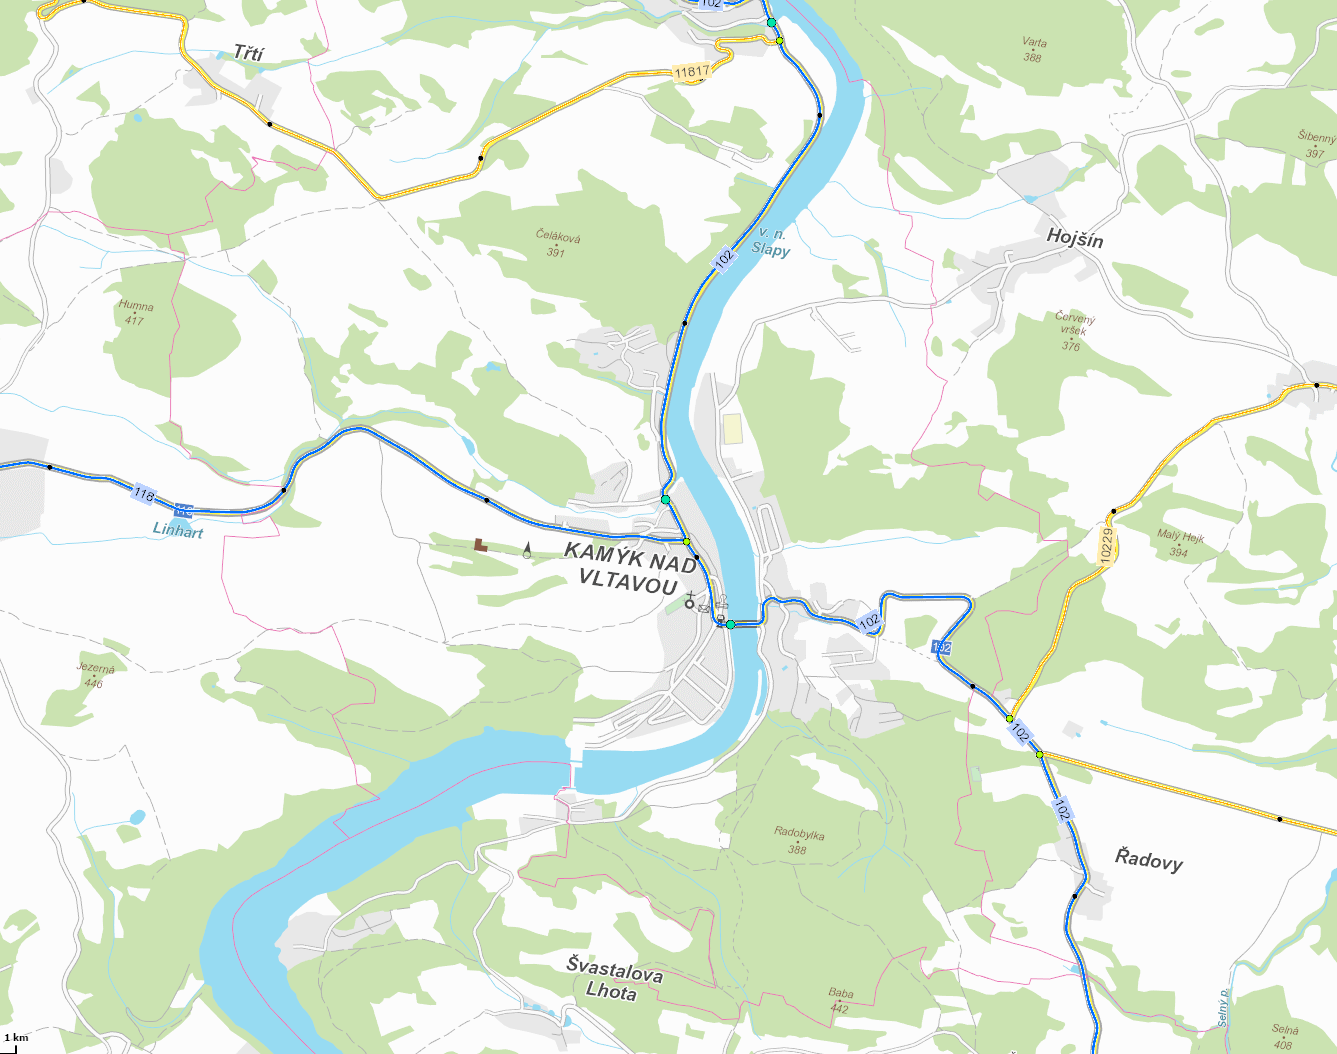 102
Třtí
Varta
388
11817
Šibenný
397
Čeláková
391
v. n.
Slapy
102
Hojšín
Humna
417
Červený
vršek
376
118
118
Linhart
10229
Malý Hejk
394
KAMÝK NAD
VLTAVOU
102
102
Jezerná
446
102
102
Radobylka
388
Řadovy
Švastalova
Lhota
Baba
442
Selný p.
Selná
408
1 km